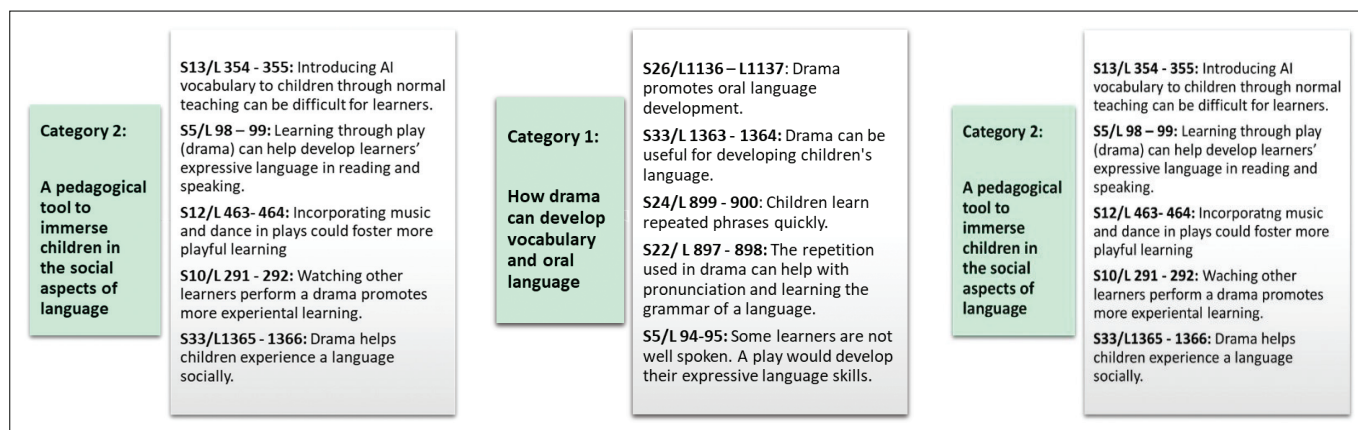 Category 2:
A pedagogical
tool to
immerse
children in
the social
aspects of
language
S13/L 354 - 355: Introducing AI
vocabulary to children through normal
teaching can be difficult for learners.
S5/L 98 – 99: Learning through play
(drama) can help develop learners'
expressive language in reading and
speaking.
S12/L 463- 464: Incorporating music
and dance in plays could foster more
playful learning
S10/L 291 - 292: Watching other
learners perform a drama promotes
more experiental learning.
S33/L1365 - 1366: Drama helps
children experience a language
socially.
Category 1:
How drama
can develop
vocabulary
and oral
language
S26/L1136 – L1137: Drama
promotes oral language
development.
S33/L 1363 - 1364: Drama can be
useful for developing children's
language.
S24/L 899 - 900: Children learn
repeated phrases quickly.
S22/ L 897 - 898: The repetition
used in drama can help with
pronunciation and learning the
grammar of a language.
S5/L 94-95: Some learners are not
well spoken. A play would develop
their expressive language skills.
Category 2:
A pedagogical
tool to
immerse
children in
the social
aspects of
language
S13/L 354 - 355: Introducing AI
vocabulary to children through normal
teaching can be difficult for learners.
S5/L 98 – 99: Learning through play
(drama) can help develop learners'
expressive language in reading and
speaking.
S12/L 463- 464: Incorporatng music
and dance in plays could foster more
playful learning
S10/L 291 - 292: Waching other
learners perform a drama promotes
more experiental learning.
S33/L1365 - 1366: Drama helps
children experience a language
socially.